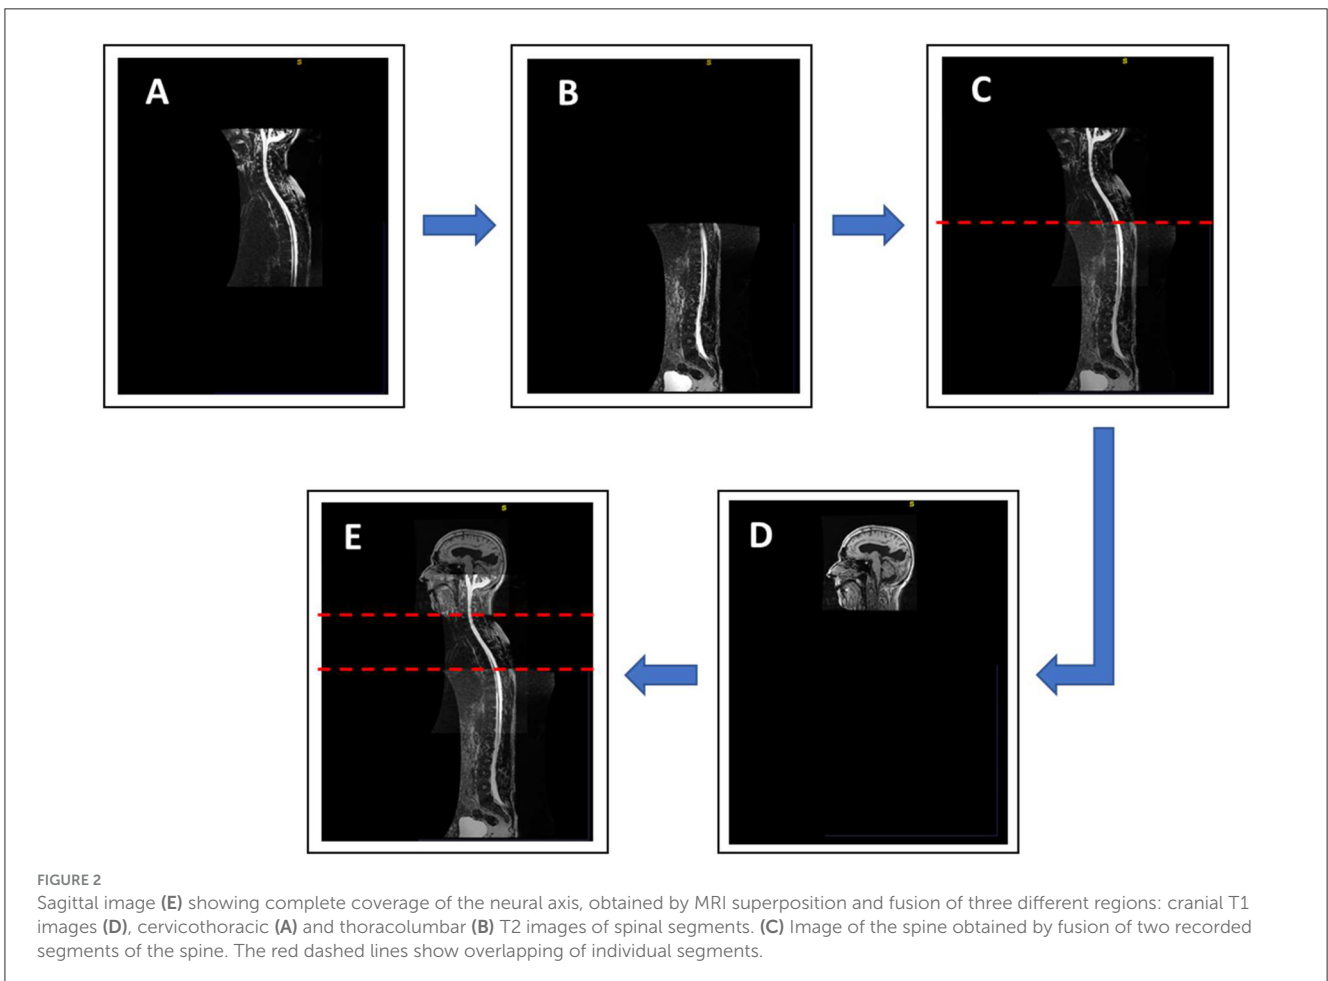 S
A
S
B
S
C
S
E
S
D
FIGURE 2
Sagittal image (E) showing complete coverage of the neural axis, obtained by MRI superposition and fusion of three different regions: cranial T1
images (D), cervicothoracic (A) and thoracolumbar (B) T2 images of spinal segments. (C) Image of the spine obtained by fusion of two recorded
segments of the spine. The red dashed lines show overlapping of individual segments.